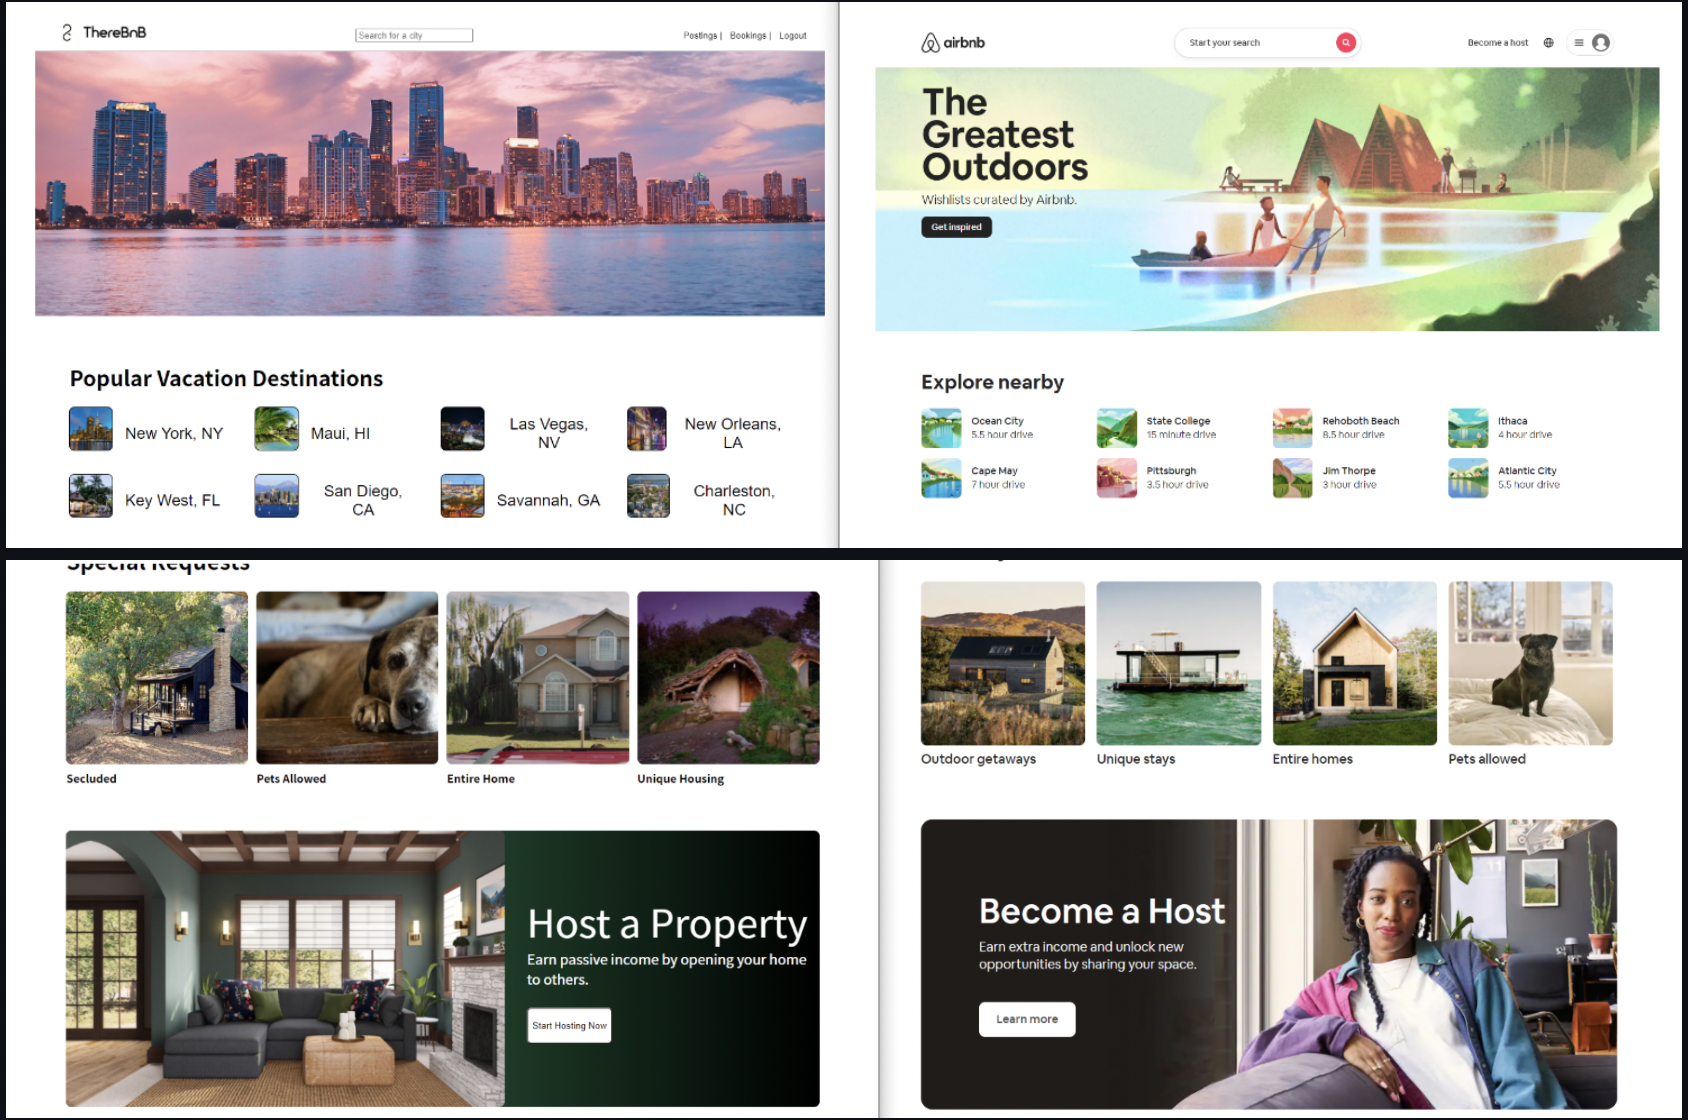 ThereBnB
Search for a city
Postings | Bookings | Logout
Popular Vacation Destinations
New York, NY
Maui, HI
Las Vegas,
NV
New Orleans,
LA
Key West, FL
San Diego,
CA
Savannah, GA
Charleston,
NC
airbnb
Start your search
Become a host
The
Greatest
Outdoors
Wishlists curated by Airbnb.
Get inspired
Explore nearby
Ocean City
5.5 hour drive
State College
15 minute drive
Rehoboth Beach
8.5 hour drive
Ithaca
4 hour drive
Cape May
7 hour drive
Pittsburgh
3.5 hour drive
Jim Thorpe
3 hour drive
Atlantic City
5.5 hour drive
Special Requests
Secluded
Pets Allowed
Entire Home
Unique Housing
Host a Property
Earn passive income by opening your home
to others.
Start Hosting Now
Outdoor getaways
Unique stays
Entire homes
Pets allowed
Become a Host
Earn extra income and unlock new
opportunities by sharing your space.
Learn more